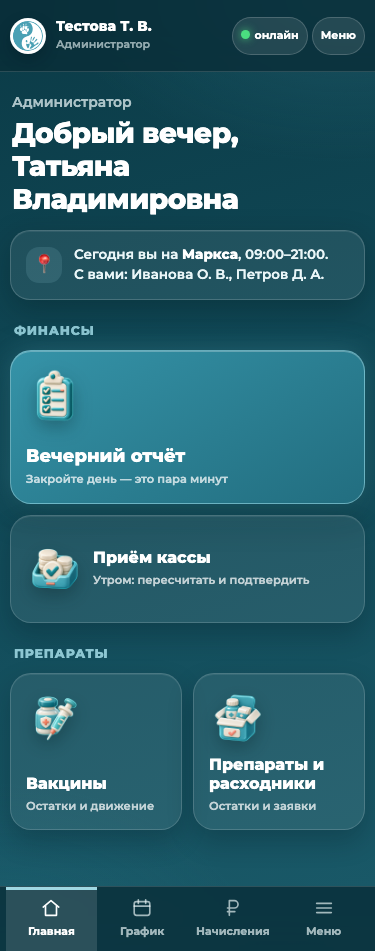 Тестова Т. В.
Администратор
онлайн
Меню
Администратор
Добрый вечер,
Татьяна
Владимировна
Сегодня вы на Маркса, 09:00–21:00.
С вами: Иванова О. В., Петров Д. А.
ФИНАНСЫ
Вечерний отчёт
Закройте день — это пара минут
Приём кассы
Утром: пересчитать и подтвердить
ПРЕПАРАТЫ
Вакцины
Остатки и движение
Препараты и
расходники
Остатки и заявки
Главная
График
Начисления
Меню